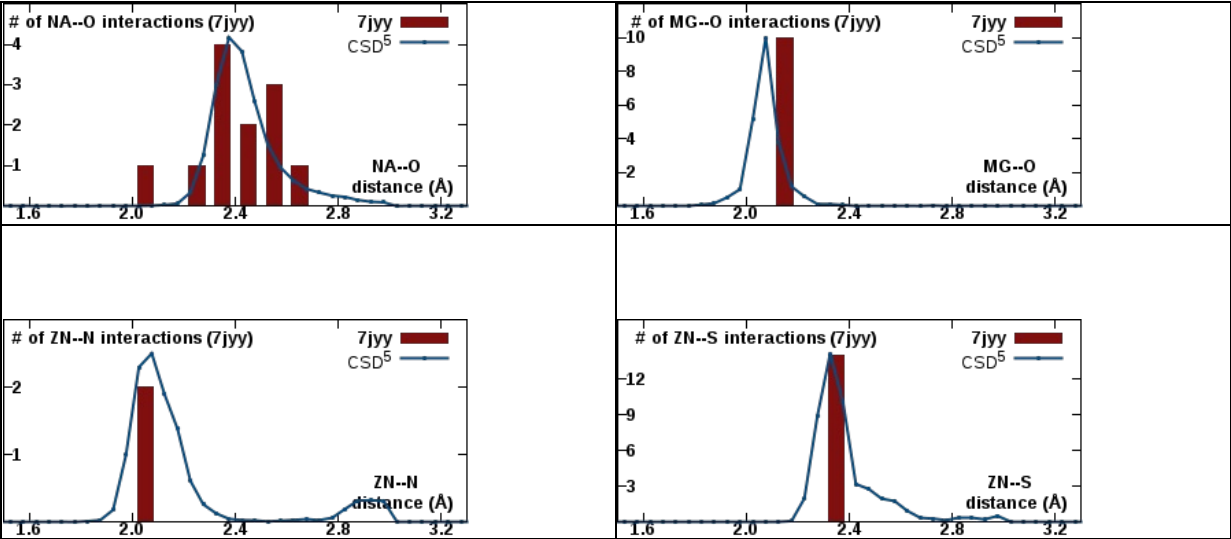 # of NA--O interactions (7jyy)
7jyy
CSD5
4
3
2
1
NA--O
distance (Å)
1.6 2.0 2.4 2.8 3.2
# of MG--O interactions (7jyy)
7jyy
CSD5
10
8
6
4
2
MG--O
distance (Å)
1.6 2.0 2.4 2.8 3.2
# of ZN--N interactions (7jyy)
7jyy
CSD5
2
1
ZN--N
distance (Å)
1.6 2.0 2.4 2.8 3.2
# of ZN--S interactions (7jyy)
7jyy
CSD5
12
9
6
3
ZN--S
distance (Å)
1.6 2.0 2.4 2.8 3.2